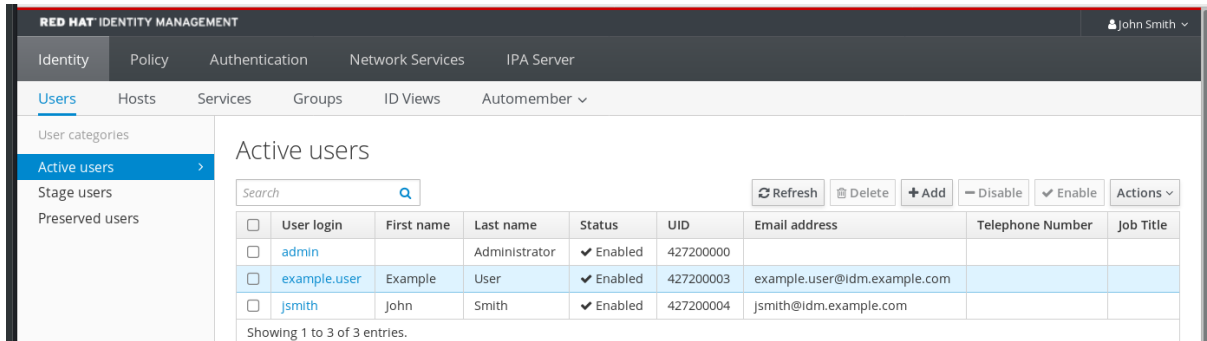 RED HAT® IDENTITY MANAGEMENT John Smith
Identity Policy Authentication Network Services IPA Server
Users Hosts Services Groups ID Views Automember
User categories
Active users
Stage users
Preserved users
Active users
Search Refresh Delete Add Disable Enable Actions
User login First name Last name Status UID Email address Telephone Number Job Title
admin Administrator Enabled 427200000
example.user Example User Enabled 427200003 example.user@idm.example.com
jsmith John Smith Enabled 427200004 jsmith@idm.example.com
Showing 1 to 3 of 3 entries.